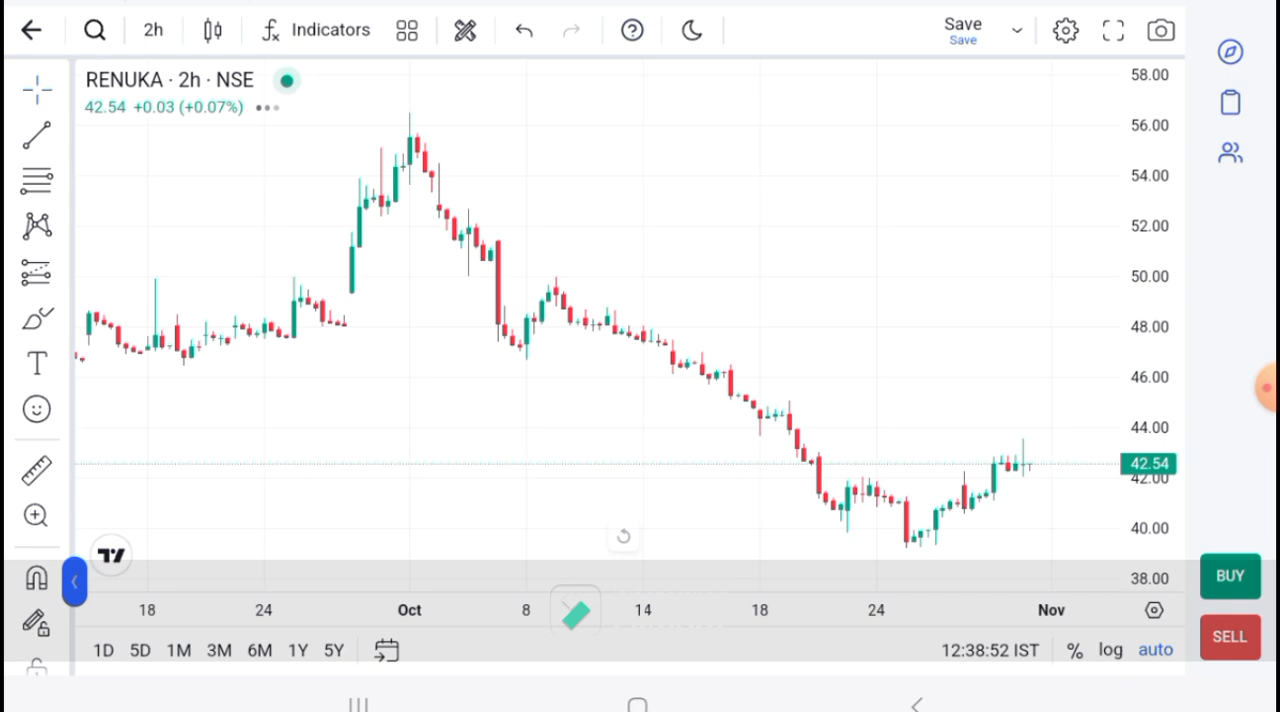 2h
Indicators
Save
Save
RENUKA · 2h · NSE
42.54 +0.03 (+0.07%)
58.00
56.00
54.00
52.00
50.00
48.00
46.00
44.00
42.54
42.00
40.00
38.00
18 24 Oct 8 14 18 24 Nov
1D 5D 1M 3M 6M 1Y 5Y
12:38:52 IST % log auto
BUY
SELL